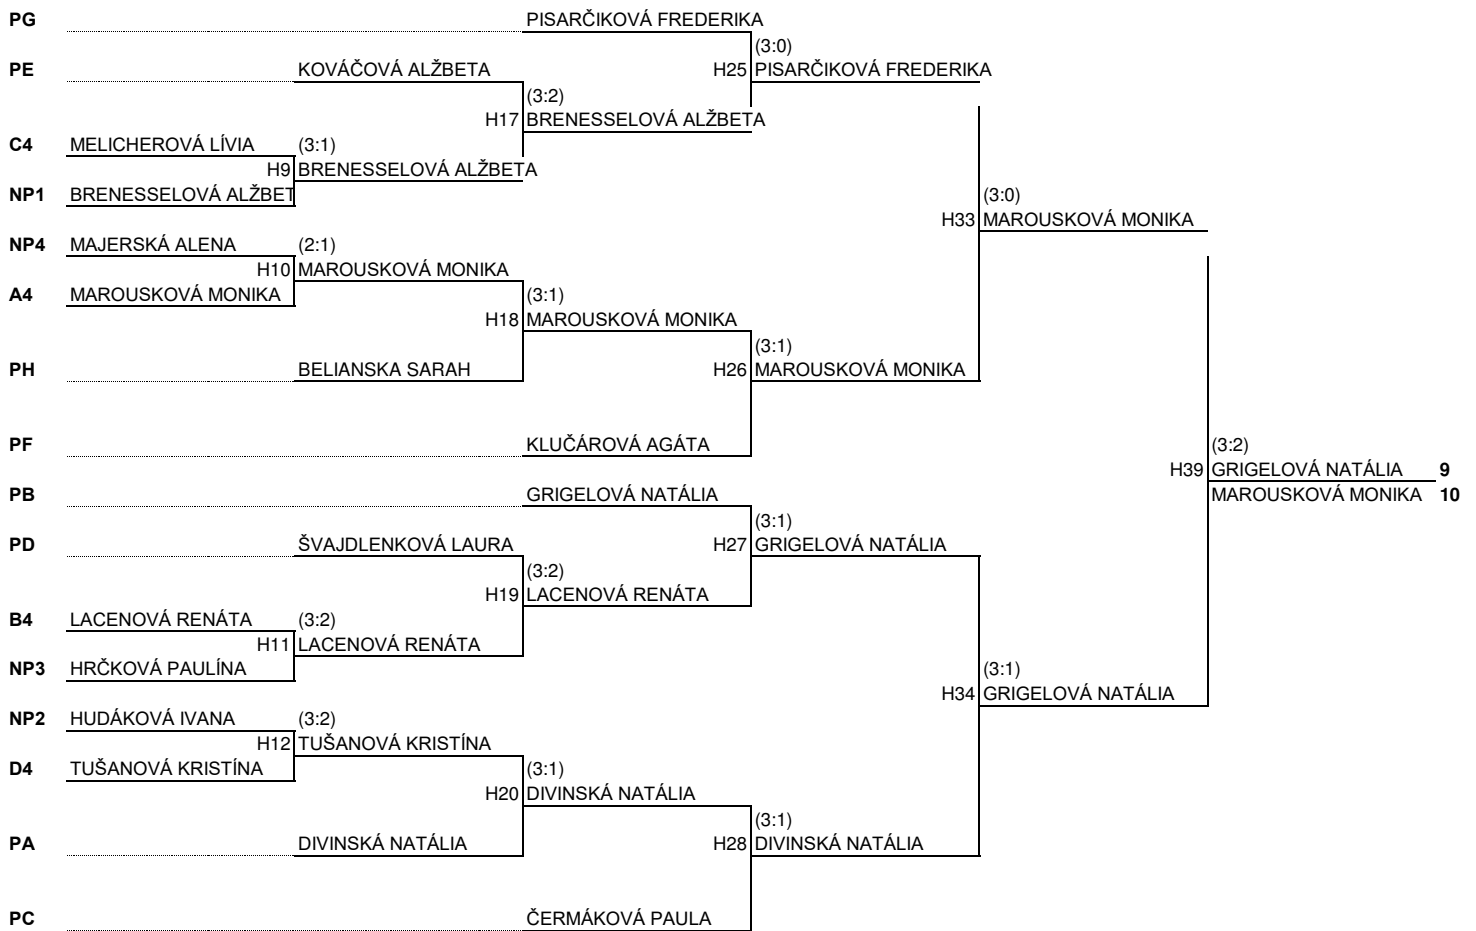 PG PISARČIKOVÁ FREDERIKA
(3:0)
PE KOVÁČOVÁ ALŽBETA H25 PISARČIKOVÁ FREDERIKA
(3:2)
H17 BRENESSELOVÁ ALŽBETA
C4 MELICHEROVÁ LÍVIA (3:1)
H9 BRENESSELOVÁ ALŽBETA
NP1 BRENESSELOVÁ ALŽBET (3:0)
H33 MAROUSKOVÁ MONIKA
NP4 MAJERSKÁ ALENA (2:1)
H10 MAROUSKOVÁ MONIKA
A4 MAROUSKOVÁ MONIKA (3:1)
H18 MAROUSKOVÁ MONIKA
(3:1)
PH BELIANSKA SARAH H26 MAROUSKOVÁ MONIKA
PF KLUČÁROVÁ AGÁTA (3:2)
H39 GRIGELOVÁ NATÁLIA 9
PB GRIGELOVÁ NATÁLIA MAROUSKOVÁ MONIKA 10
(3:1)
PD ŠVAJDLENKOVÁ LAURA H27 GRIGELOVÁ NATÁLIA
(3:2)
H19 LACENOVÁ RENÁTA
B4 LACENOVÁ RENÁTA (3:2)
H11 LACENOVÁ RENÁTA
NP3 HRČKOVÁ PAULÍNA (3:1)
H34 GRIGELOVÁ NATÁLIA
NP2 HUDÁKOVÁ IVANA (3:2)
H12 TUŠANOVÁ KRISTÍNA
D4 TUŠANOVÁ KRISTÍNA (3:1)
H20 DIVINSKÁ NATÁLIA
(3:1)
PA DIVINSKÁ NATÁLIA H28 DIVINSKÁ NATÁLIA
PC ČERMÁKOVÁ PAULA